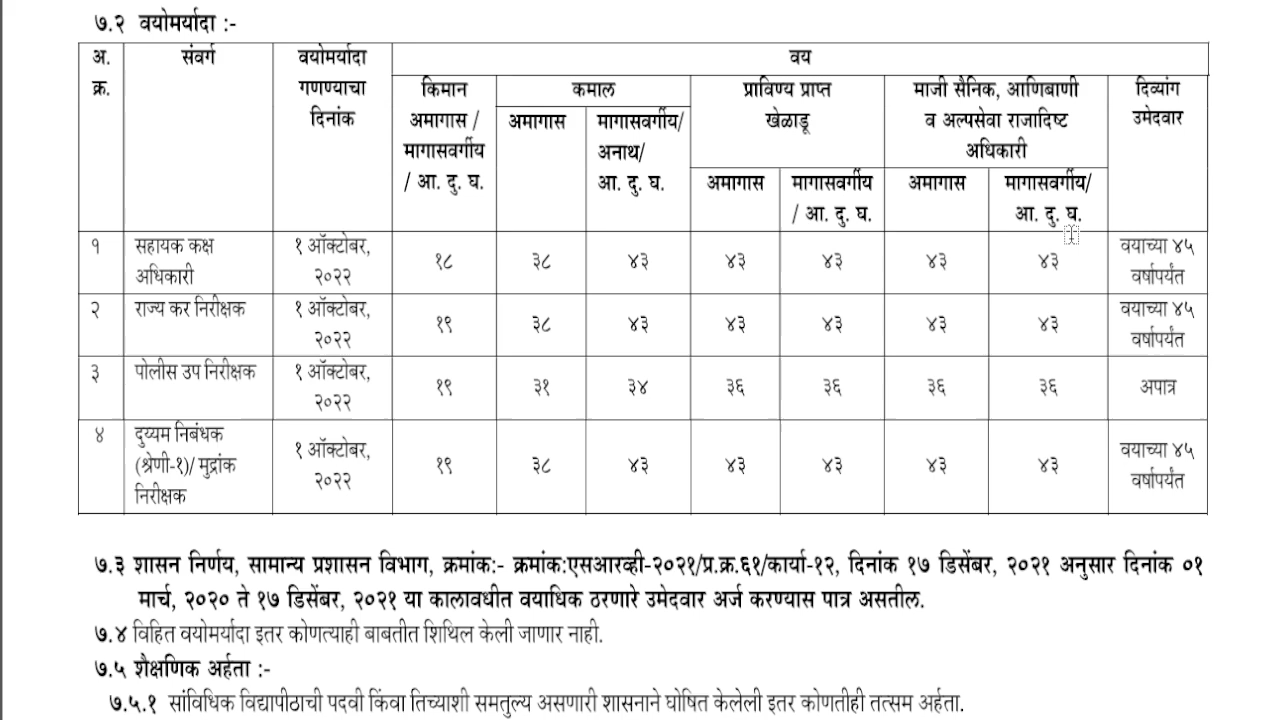 ७.२ वयोमर्यादा :-
अ. क्र. संवर्ग वयोमर्यादा गणण्याचा दिनांक वय
किमान अमागास / मागासवर्गीय / आ. दु. घ. कमाल प्राविण्य प्राप्त खेळाडू माजी सैनिक, आणिबाणी व अल्पसेवा राजादिष्ट अधिकारी दिव्यांग उमेदवार
अमागास मागासवर्गीय/ अनाथ/ आ. दु. घ. अमागास मागासवर्गीय / आ. दु. घ. अमागास मागासवर्गीय/ आ. दु. घ.
१ सहायक कक्ष अधिकारी १ ऑक्टोबर, २०२२ १८ ३८ ४३ ४३ ४३ ४३ ४३ वयाच्या ४५ वर्षापर्यंत
२ राज्य कर निरीक्षक १ ऑक्टोबर, २०२२ १९ ३८ ४३ ४३ ४३ ४३ ४३ वयाच्या ४५ वर्षापर्यंत
३ पोलीस उप निरीक्षक १ ऑक्टोबर, २०२२ १९ ३१ ३४ ३६ ३६ ३६ ३६ अपात्र
४ दुय्यम निबंधक (श्रेणी-१)/ मुद्रांक निरीक्षक १ ऑक्टोबर, २०२२ १९ ३८ ४३ ४३ ४३ ४३ ४३ वयाच्या ४५ वर्षापर्यंत
७.३ शासन निर्णय, सामान्य प्रशासन विभाग, क्रमांक:- क्रमांक:एसआरव्ही-२०२१/प्र.क्र.६१/कार्या-१२, दिनांक १७ डिसेंबर, २०२१ अनुसार दिनांक ०१
मार्च, २०२० ते १७ डिसेंबर, २०२१ या कालावधीत वयाधिक ठरणारे उमेदवार अर्ज करण्यास पात्र असतील.
७.४ विहित वयोमर्यादा इतर कोणत्याही बाबतीत शिथिल केली जाणार नाही.
७.५ शैक्षणिक अर्हता :-
७.५.१ सांविधिक विद्यापीठाची पदवी किंवा तिच्याशी समतुल्य असणारी शासनाने घोषित केलेली इतर कोणतीही तत्सम अर्हता.